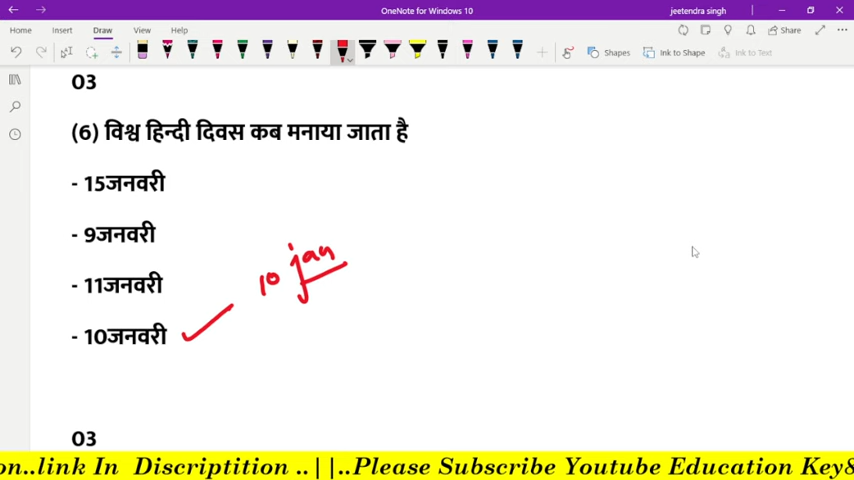 OneNote for Windows 10
jeetendra singh
Home Insert Draw View Help
Share
Shapes Ink to Shape Ink to Text
03
(6) विश्व हिन्दी दिवस कब मनाया जाता है
- 15जनवरी
- 9जनवरी
- 11जनवरी
10 jan
- 10जनवरी
03
on..link In Discriptition ..||..Please Subscribe Youtube Education Key8